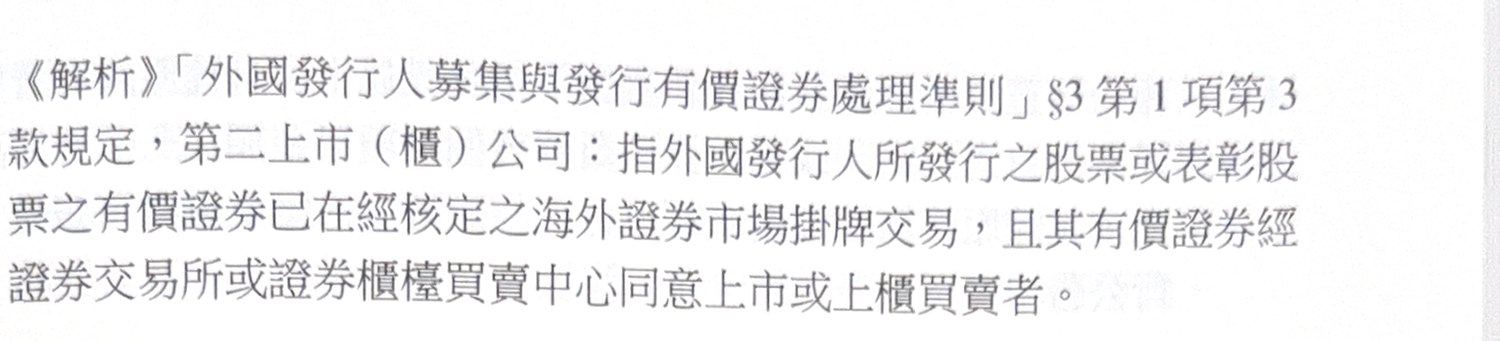 《解析》「外國發行人募集與發行有價證券處理準則」§3 第 1 項第 3
款規定，第二上市（櫃）公司：指外國發行人所發行之股票或表彰股
票之有價證券已在經核定之海外證券市場掛牌交易，且其有價證券經
證券交易所或證券櫃檯買賣中心同意上市或上櫃買賣者。